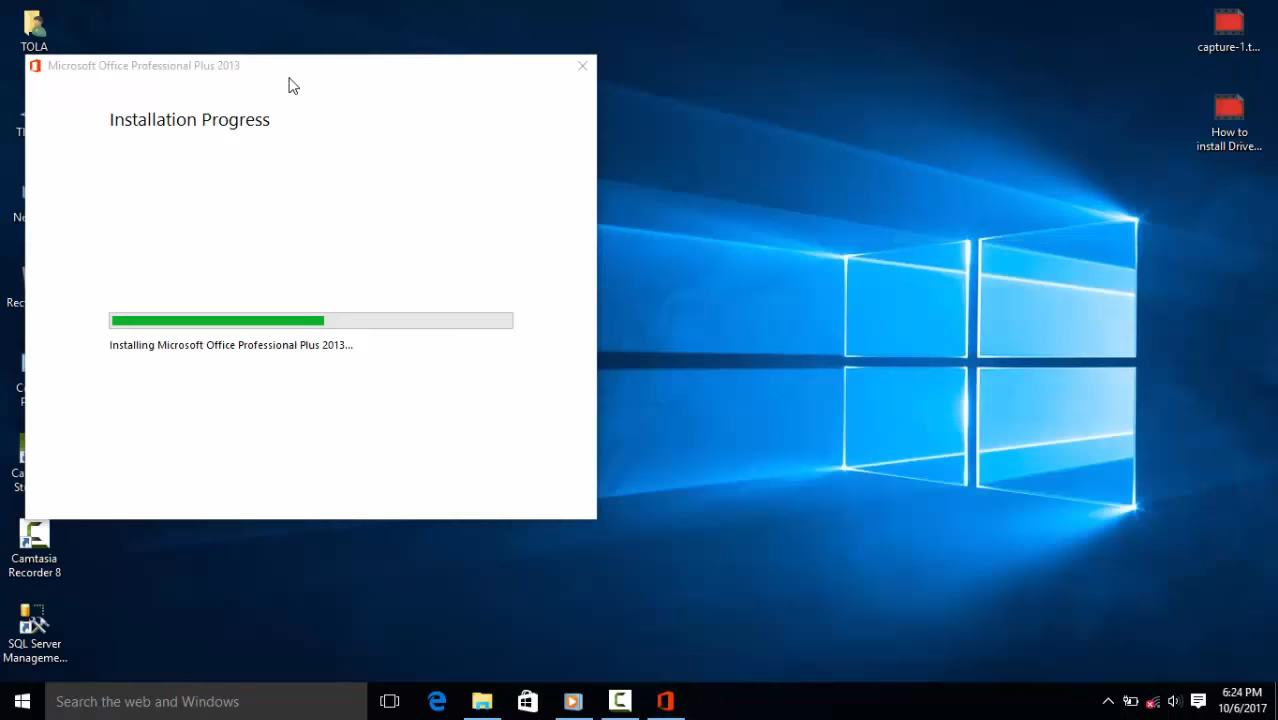 TOLA
Microsoft Office Professional Plus 2013
Installation Progress
Installing Microsoft Office Professional Plus 2013...
Camtasia
Recorder 8
SQL Server
Manageme...
capture-1.t...
How to
install Drive...
Search the web and Windows
6:24 PM
10/6/2017